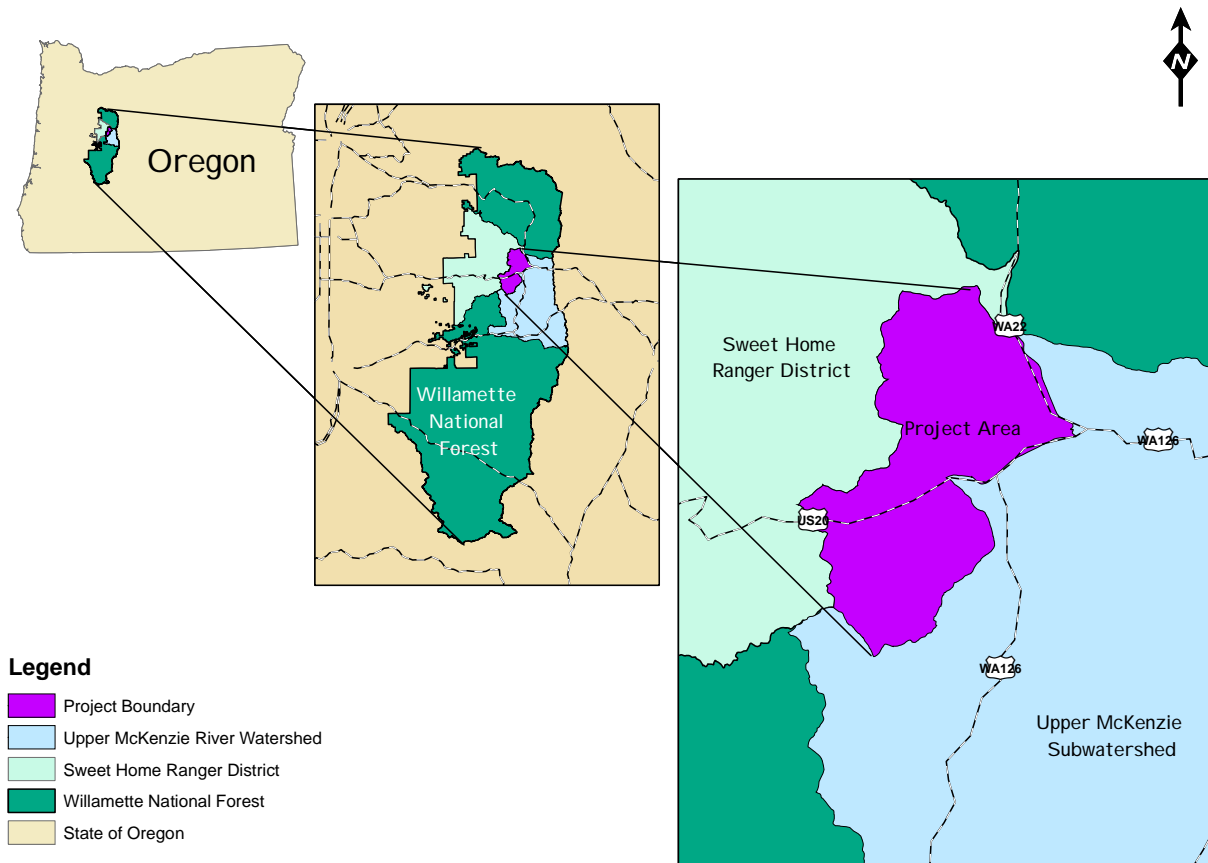 N
Oregon
Willamette
National
Forest
WA22
Sweet Home
Ranger District
Project Area
WA126
US20
WA126
Upper McKenzie
Subwatershed
Legend
Project Boundary
Upper McKenzie River Watershed
Sweet Home Ranger District
Willamette National Forest
State of Oregon